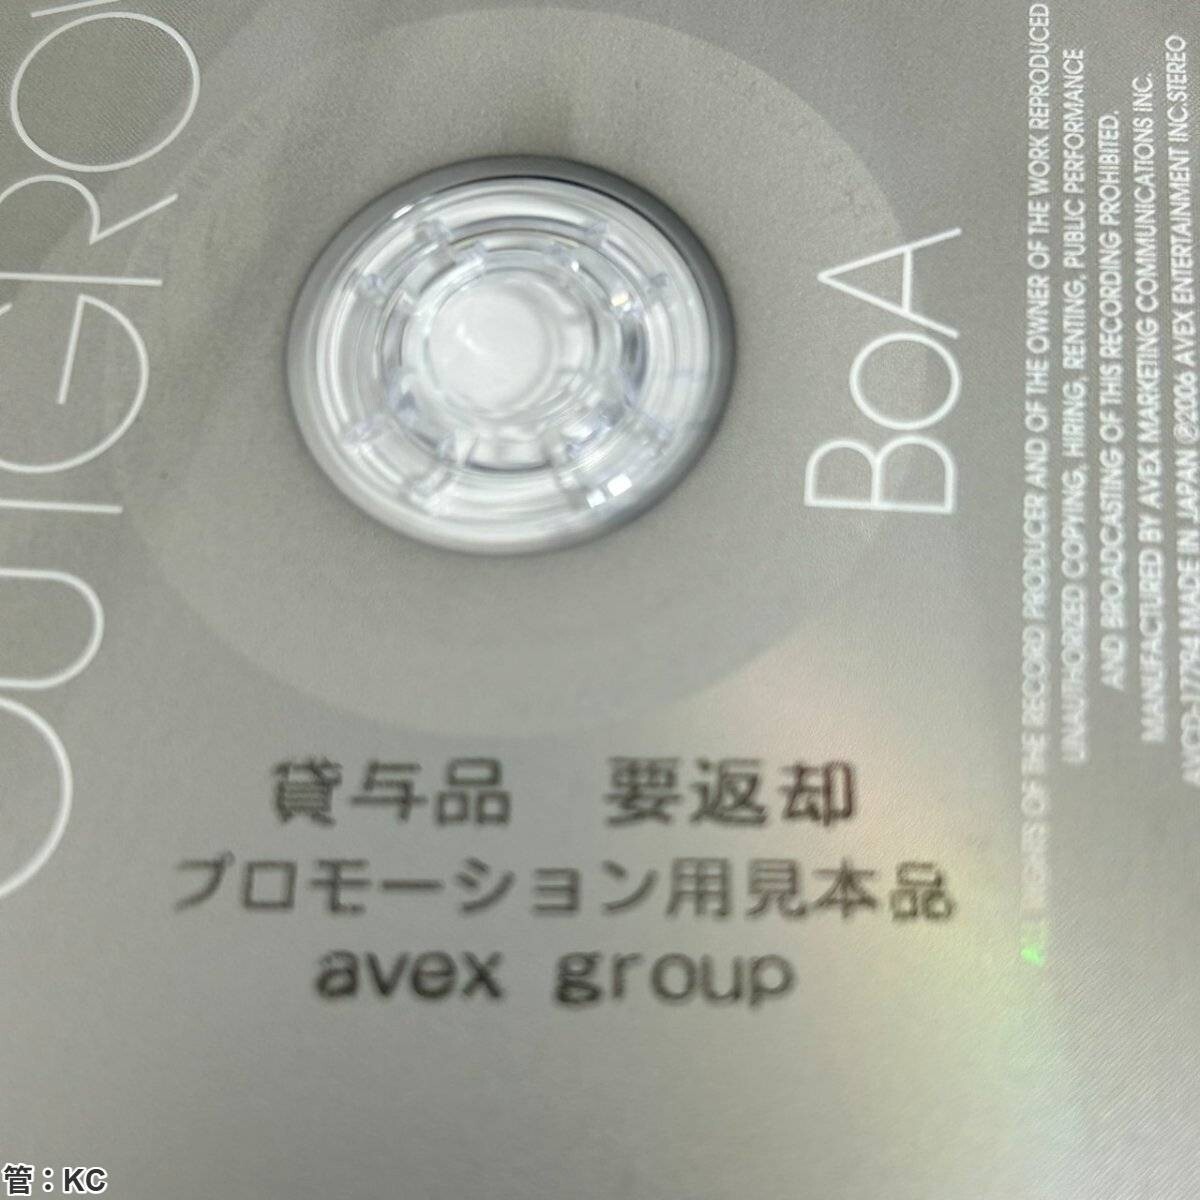 OUTGROW
BoA
貸与品 要返却
プロモーション用見本品
avex group
ALL RIGHTS OF THE RECORD PRODUCER AND OF THE OWNER OF THE WORK REPRODUCED
UNAUTHORIZED COPYING, HIRING, RENTING, PUBLIC PERFORMANCE
AND BROADCASTING OF THIS RECORDING PROHIBITED.
MANUFACTURED BY AVEX MARKETING COMMUNICATIONS INC.
AVCD-17794 MADE IN JAPAN ℗2006 AVEX ENTERTAINMENT INC.STEREO
管：KC